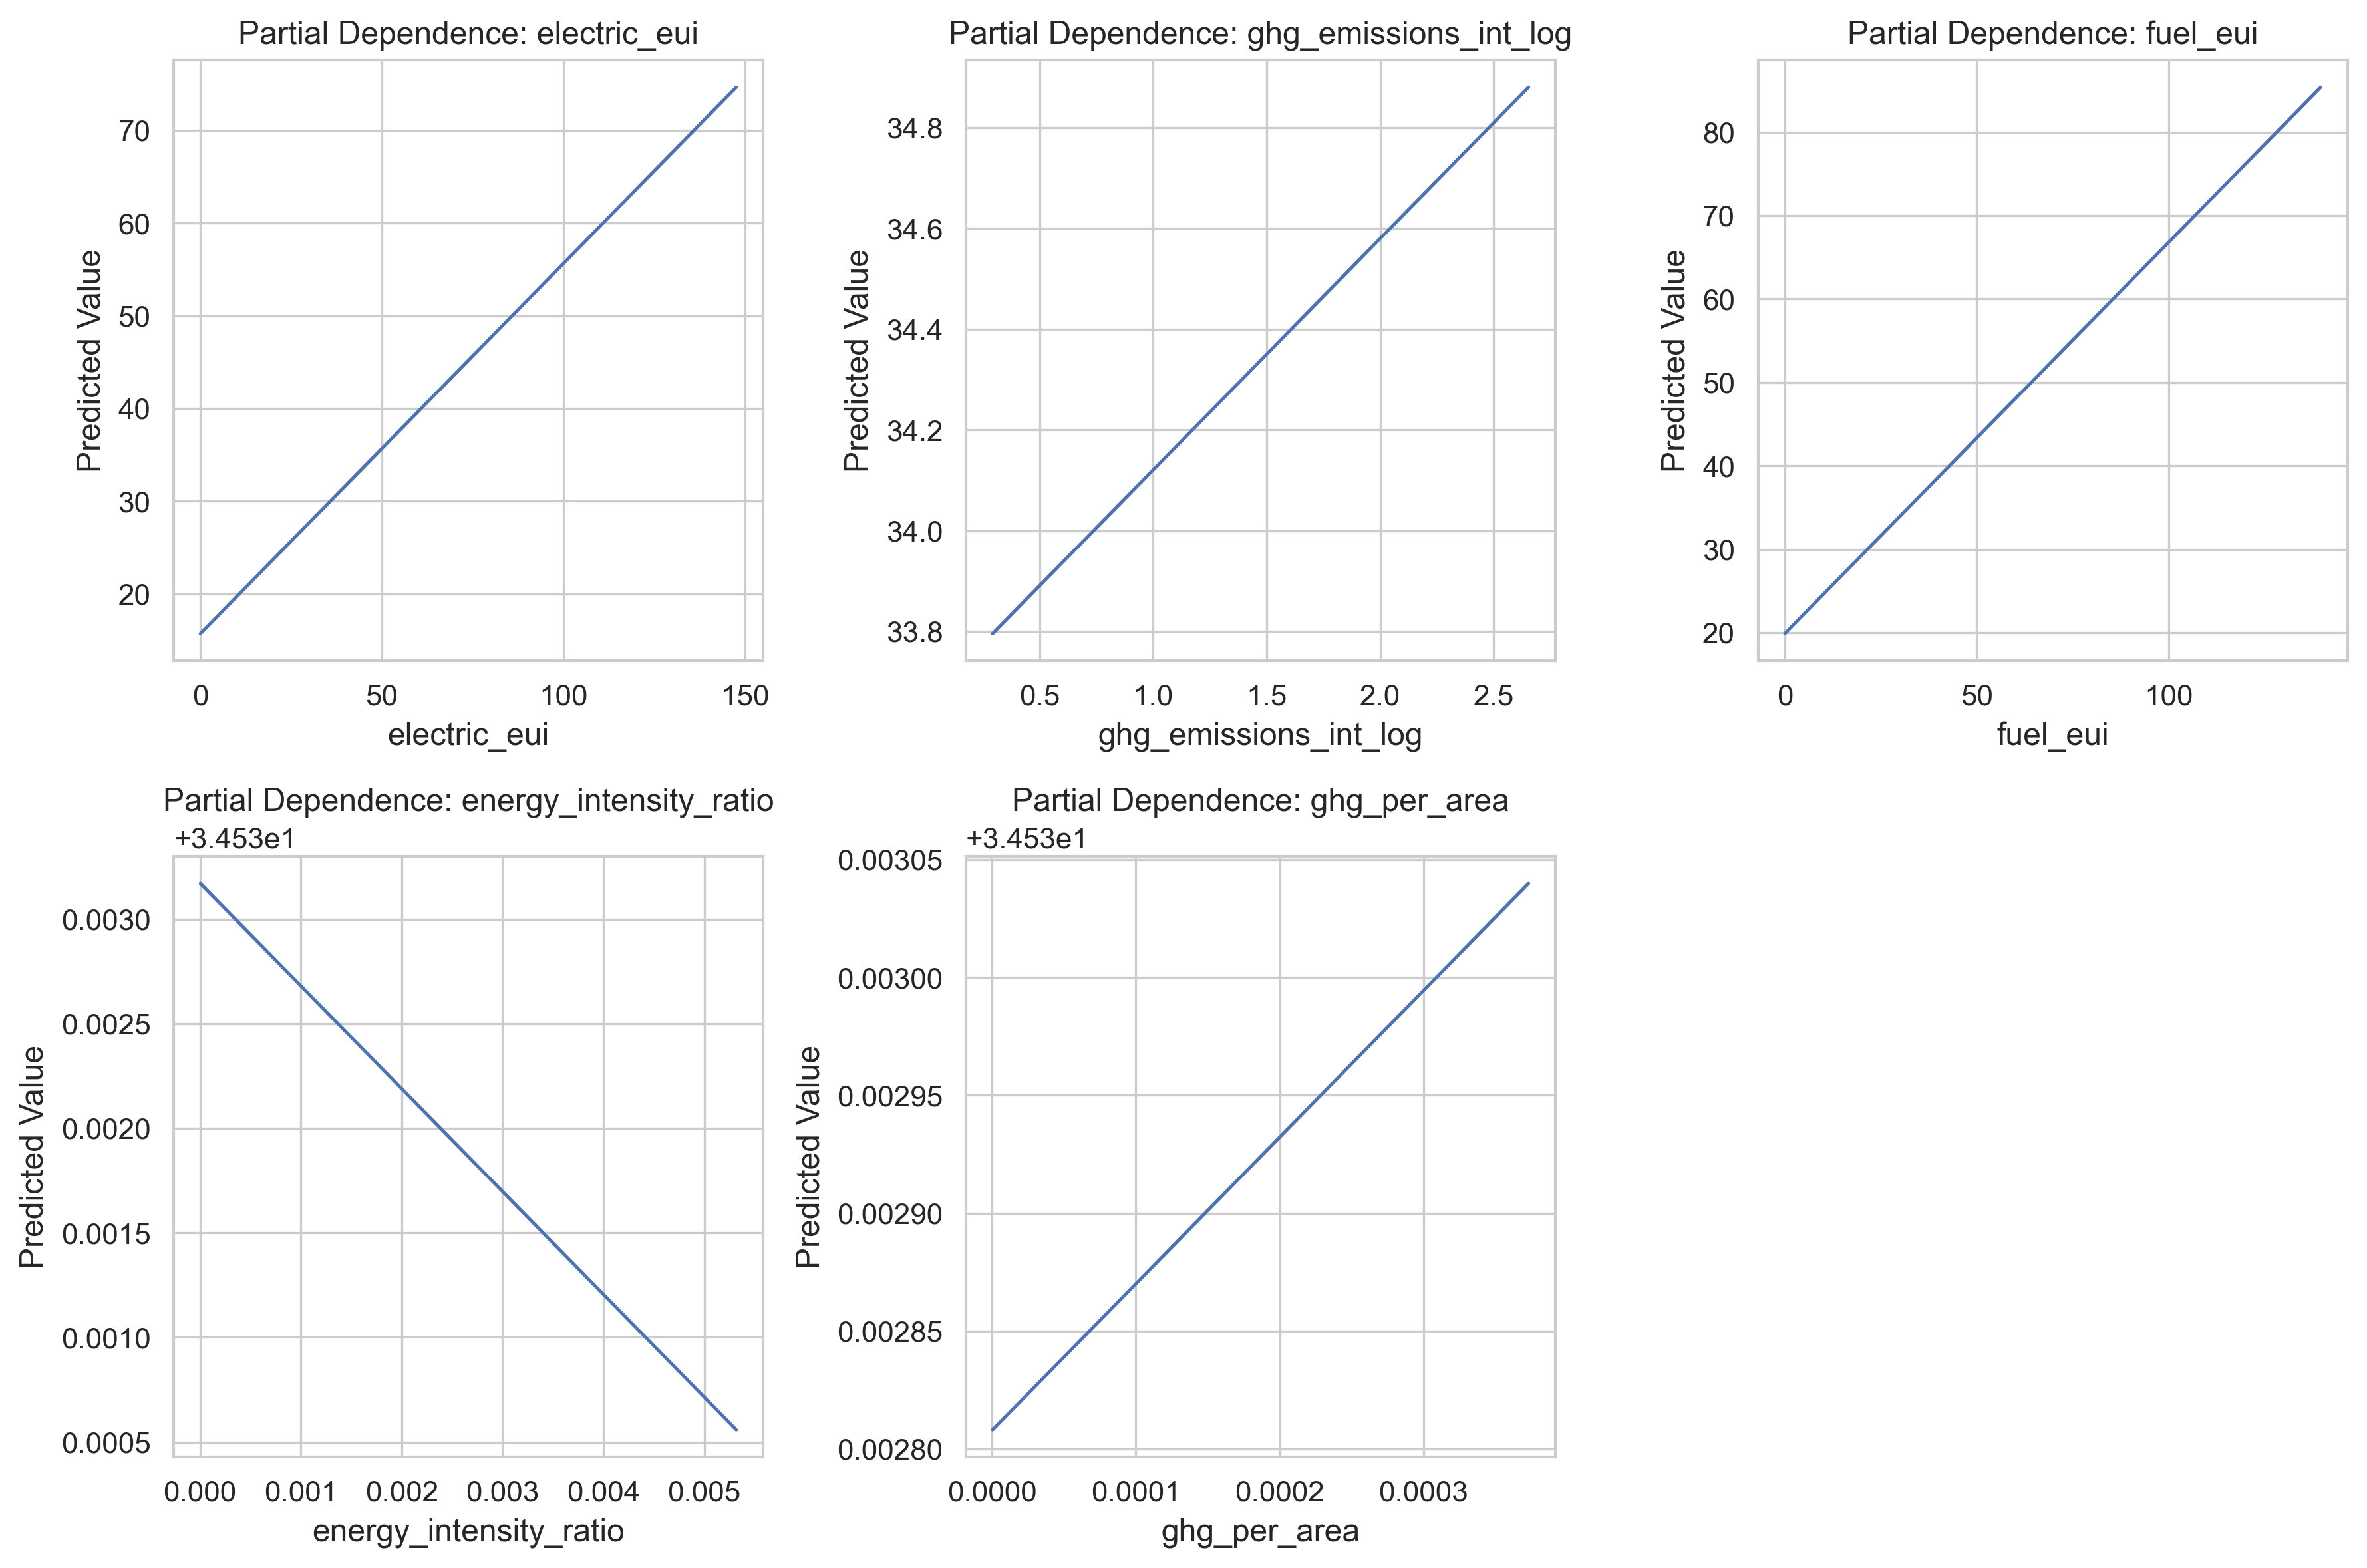 Partial Dependence: electric_eui
Predicted Value
70
60
50
40
30
20
0 50 100 150
electric_eui
Partial Dependence: ghg_emissions_int_log
Predicted Value
34.8
34.6
34.4
34.2
34.0
33.8
0.5 1.0 1.5 2.0 2.5
ghg_emissions_int_log
Partial Dependence: fuel_eui
Predicted Value
80
70
60
50
40
30
20
0 50 100
fuel_eui
Partial Dependence: energy_intensity_ratio
+3.453e1
Predicted Value
0.0030
0.0025
0.0020
0.0015
0.0010
0.0005
0.000 0.001 0.002 0.003 0.004 0.005
energy_intensity_ratio
Partial Dependence: ghg_per_area
+3.453e1
Predicted Value
0.00305
0.00300
0.00295
0.00290
0.00285
0.00280
0.0000 0.0001 0.0002 0.0003
ghg_per_area